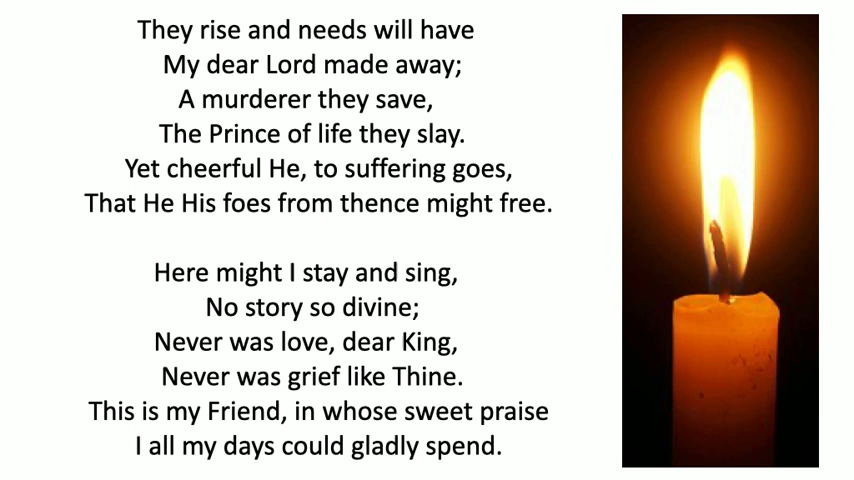 They rise and needs will have
My dear Lord made away;
A murderer they save,
The Prince of life they slay.
Yet cheerful He, to suffering goes,
That He His foes from thence might free.
Here might I stay and sing,
No story so divine;
Never was love, dear King,
Never was grief like Thine.
This is my Friend, in whose sweet praise
I all my days could gladly spend.